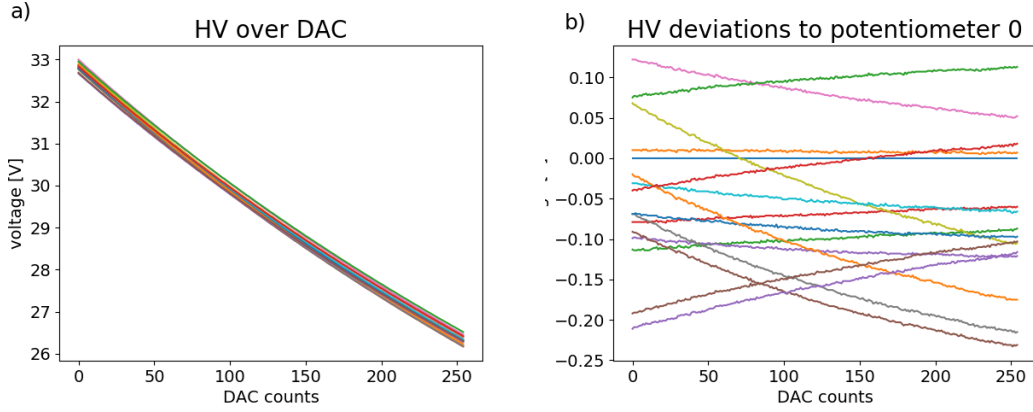 a)
HV over DAC
voltage [V]
33
32
31
30
29
28
27
26
0 50 100 150 200 250
DAC counts
b)
HV deviations to potentiometer 0
0.10
0.05
0.00
−0.05
−0.10
−0.15
−0.20
−0.25
0 50 100 150 200 250
DAC counts